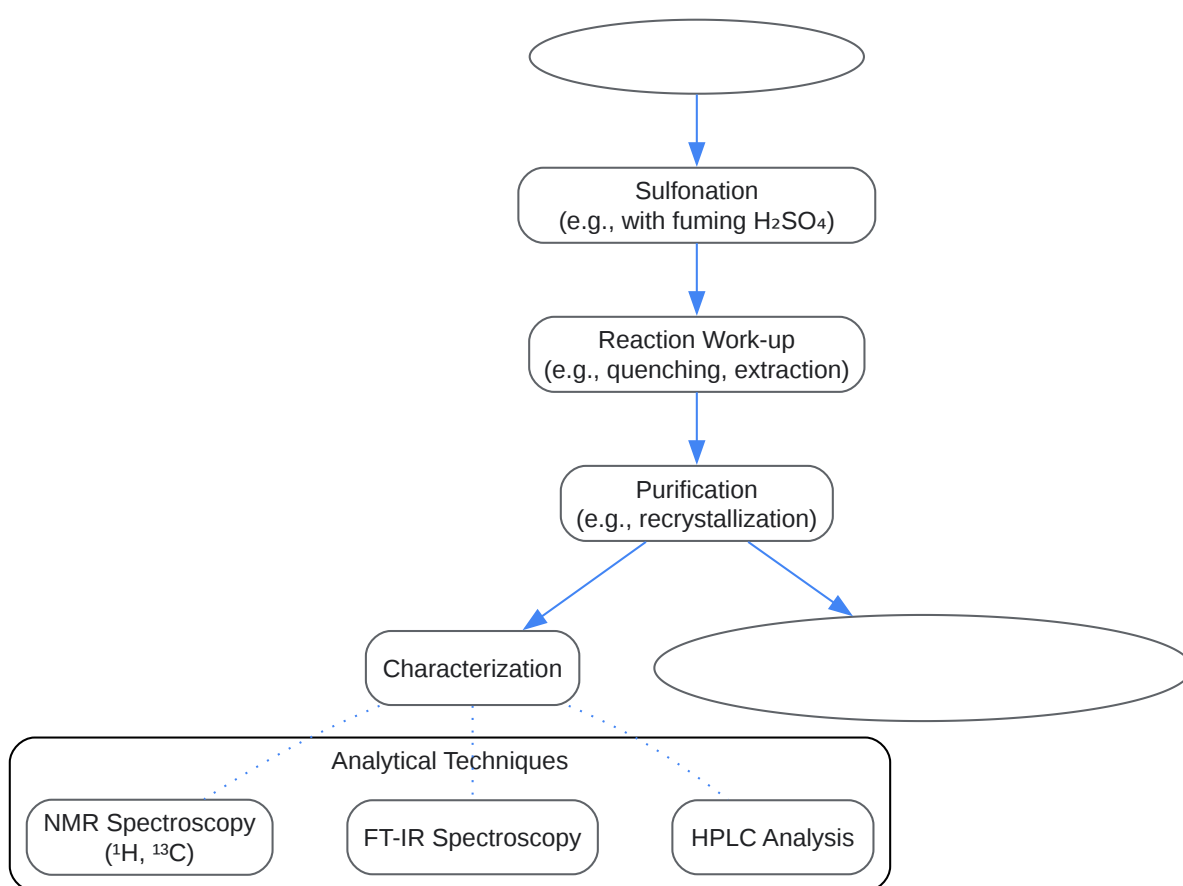 Sulfonation
(e.g., with fuming H₂SO₄)
Reaction Work-up
(e.g., quenching, extraction)
Purification
(e.g., recrystallization)
Characterization
Analytical Techniques
NMR Spectroscopy
(¹H, ¹³C)
FT-IR Spectroscopy
HPLC Analysis